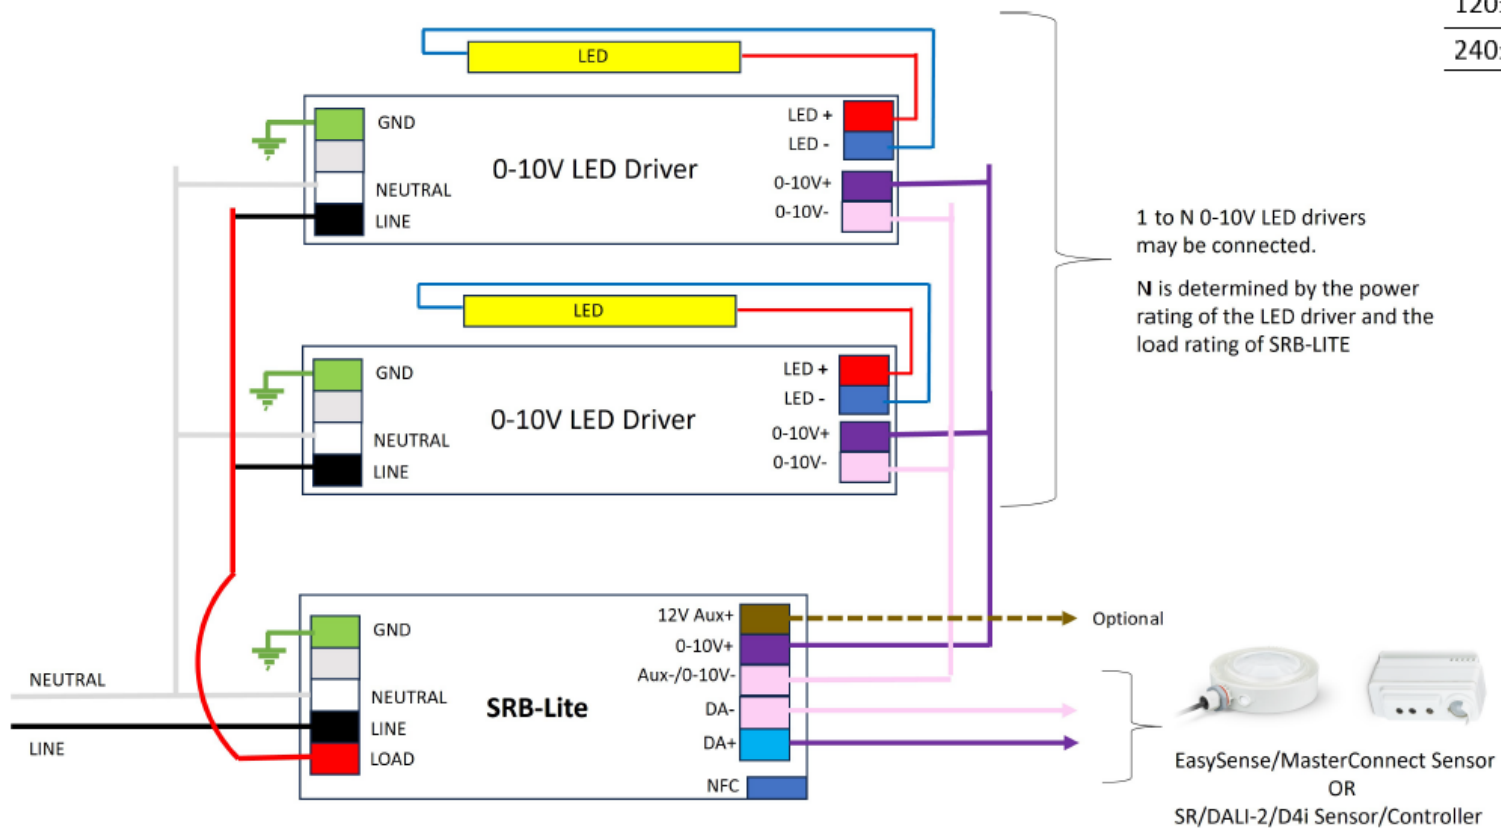 120
240
LED
GND
NEUTRAL
LINE
0-10V LED Driver
LED +
LED -
0-10V+
0-10V-
LED
GND
NEUTRAL
LINE
0-10V LED Driver
LED +
LED -
0-10V+
0-10V-
1 to N 0-10V LED drivers
may be connected.
N is determined by the power
rating of the LED driver and the
load rating of SRB-LITE
NEUTRAL
LINE
GND
NEUTRAL
LINE
LOAD
SRB-Lite
12V Aux+
0-10V+
Aux-/0-10V-
DA-
DA+
NFC
Optional
EasySense/MasterConnect Sensor
OR
SR/DALI-2/D4i Sensor/Controller